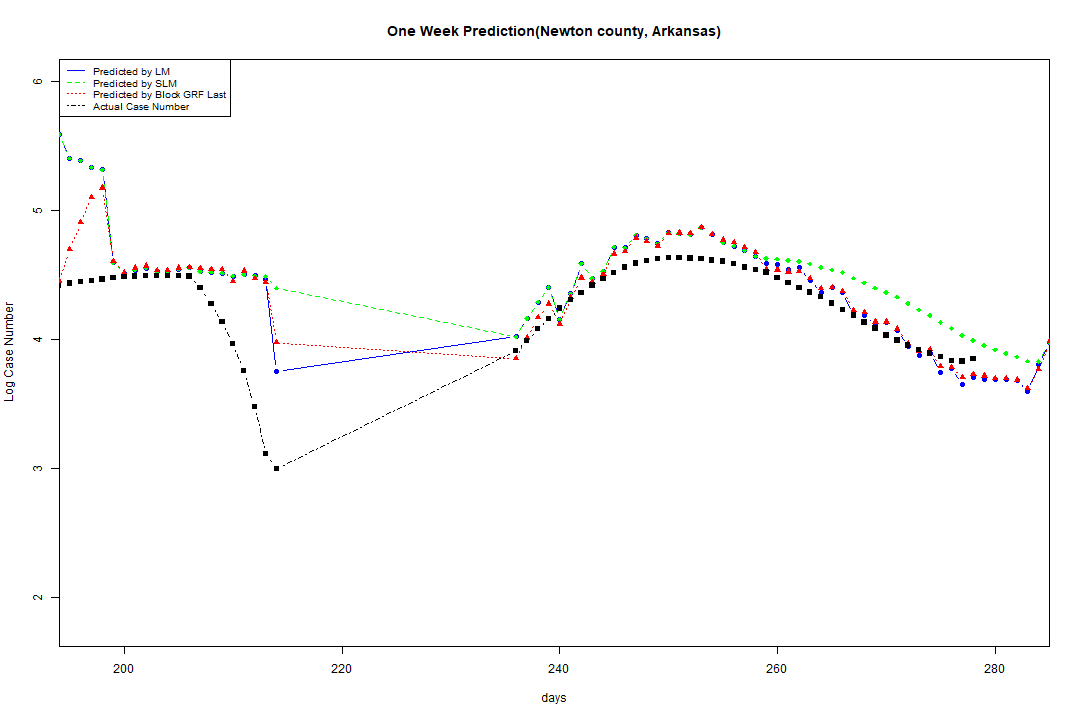 One Week Prediction(Newton county, Arkansas)
Predicted by LM
Predicted by SLM
Predicted by Block GRF Last
Actual Case Number
Log Case Number
6
5
4
3
2
200 220 240 260 280
days